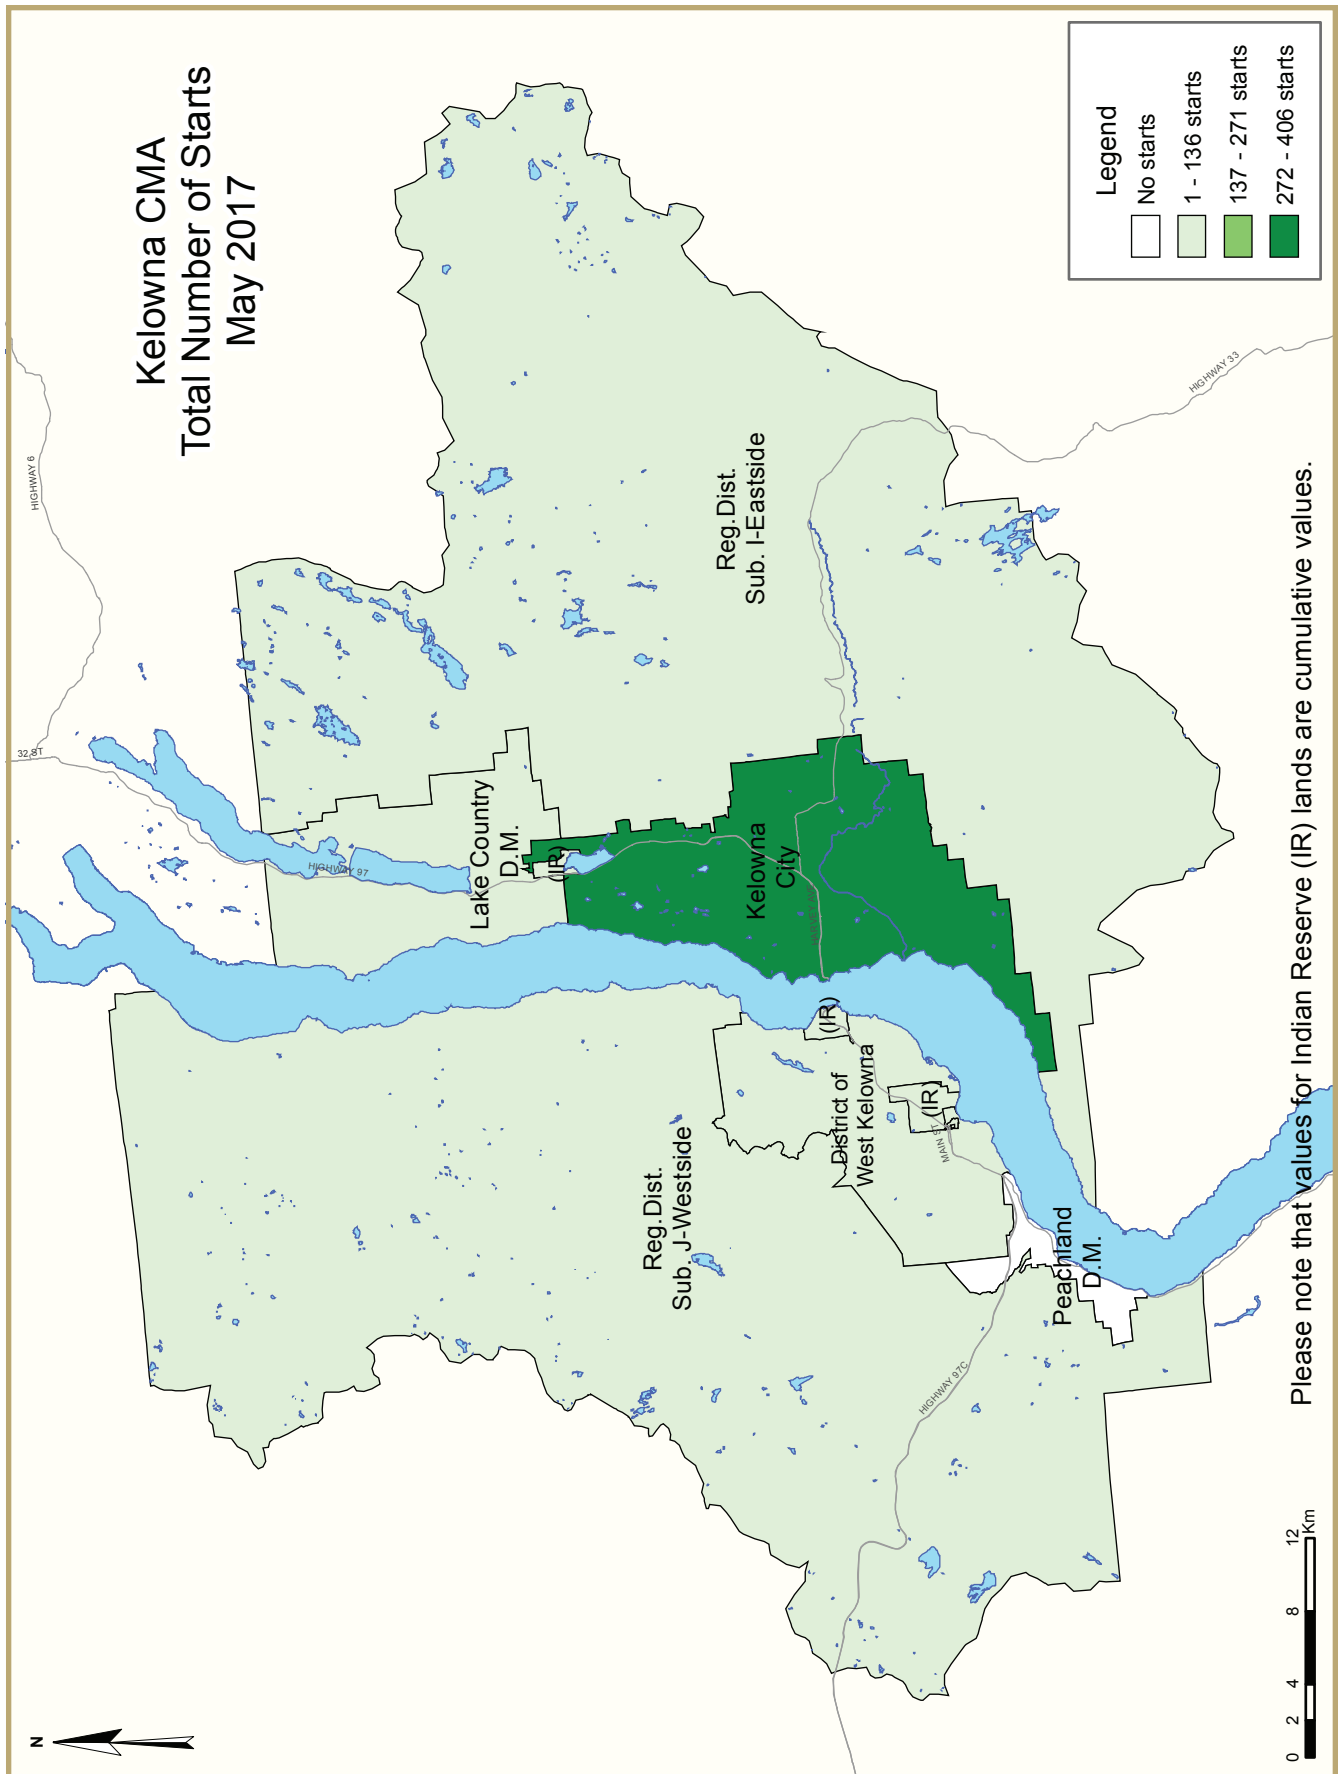 Kelowna CMA
Total Number of Starts
May 2017
N
HIGHWAY 6
32 ST
HIGHWAY 97
Lake Country
D.M.
(IR)
Reg.Dist.
Sub. I-Eastside
Kelowna
City
HIGHWAY 33
Reg.Dist.
Sub. J-Westside
(IR)
District of
West Kelowna
(IR)
MAIN ST
Peachland
D.M.
HIGHWAY 97C
Legend
No starts
1 - 136 starts
137 - 271 starts
272 - 406 starts
0 2 4 8 12
Km
Please note that values for Indian Reserve (IR) lands are cumulative values.